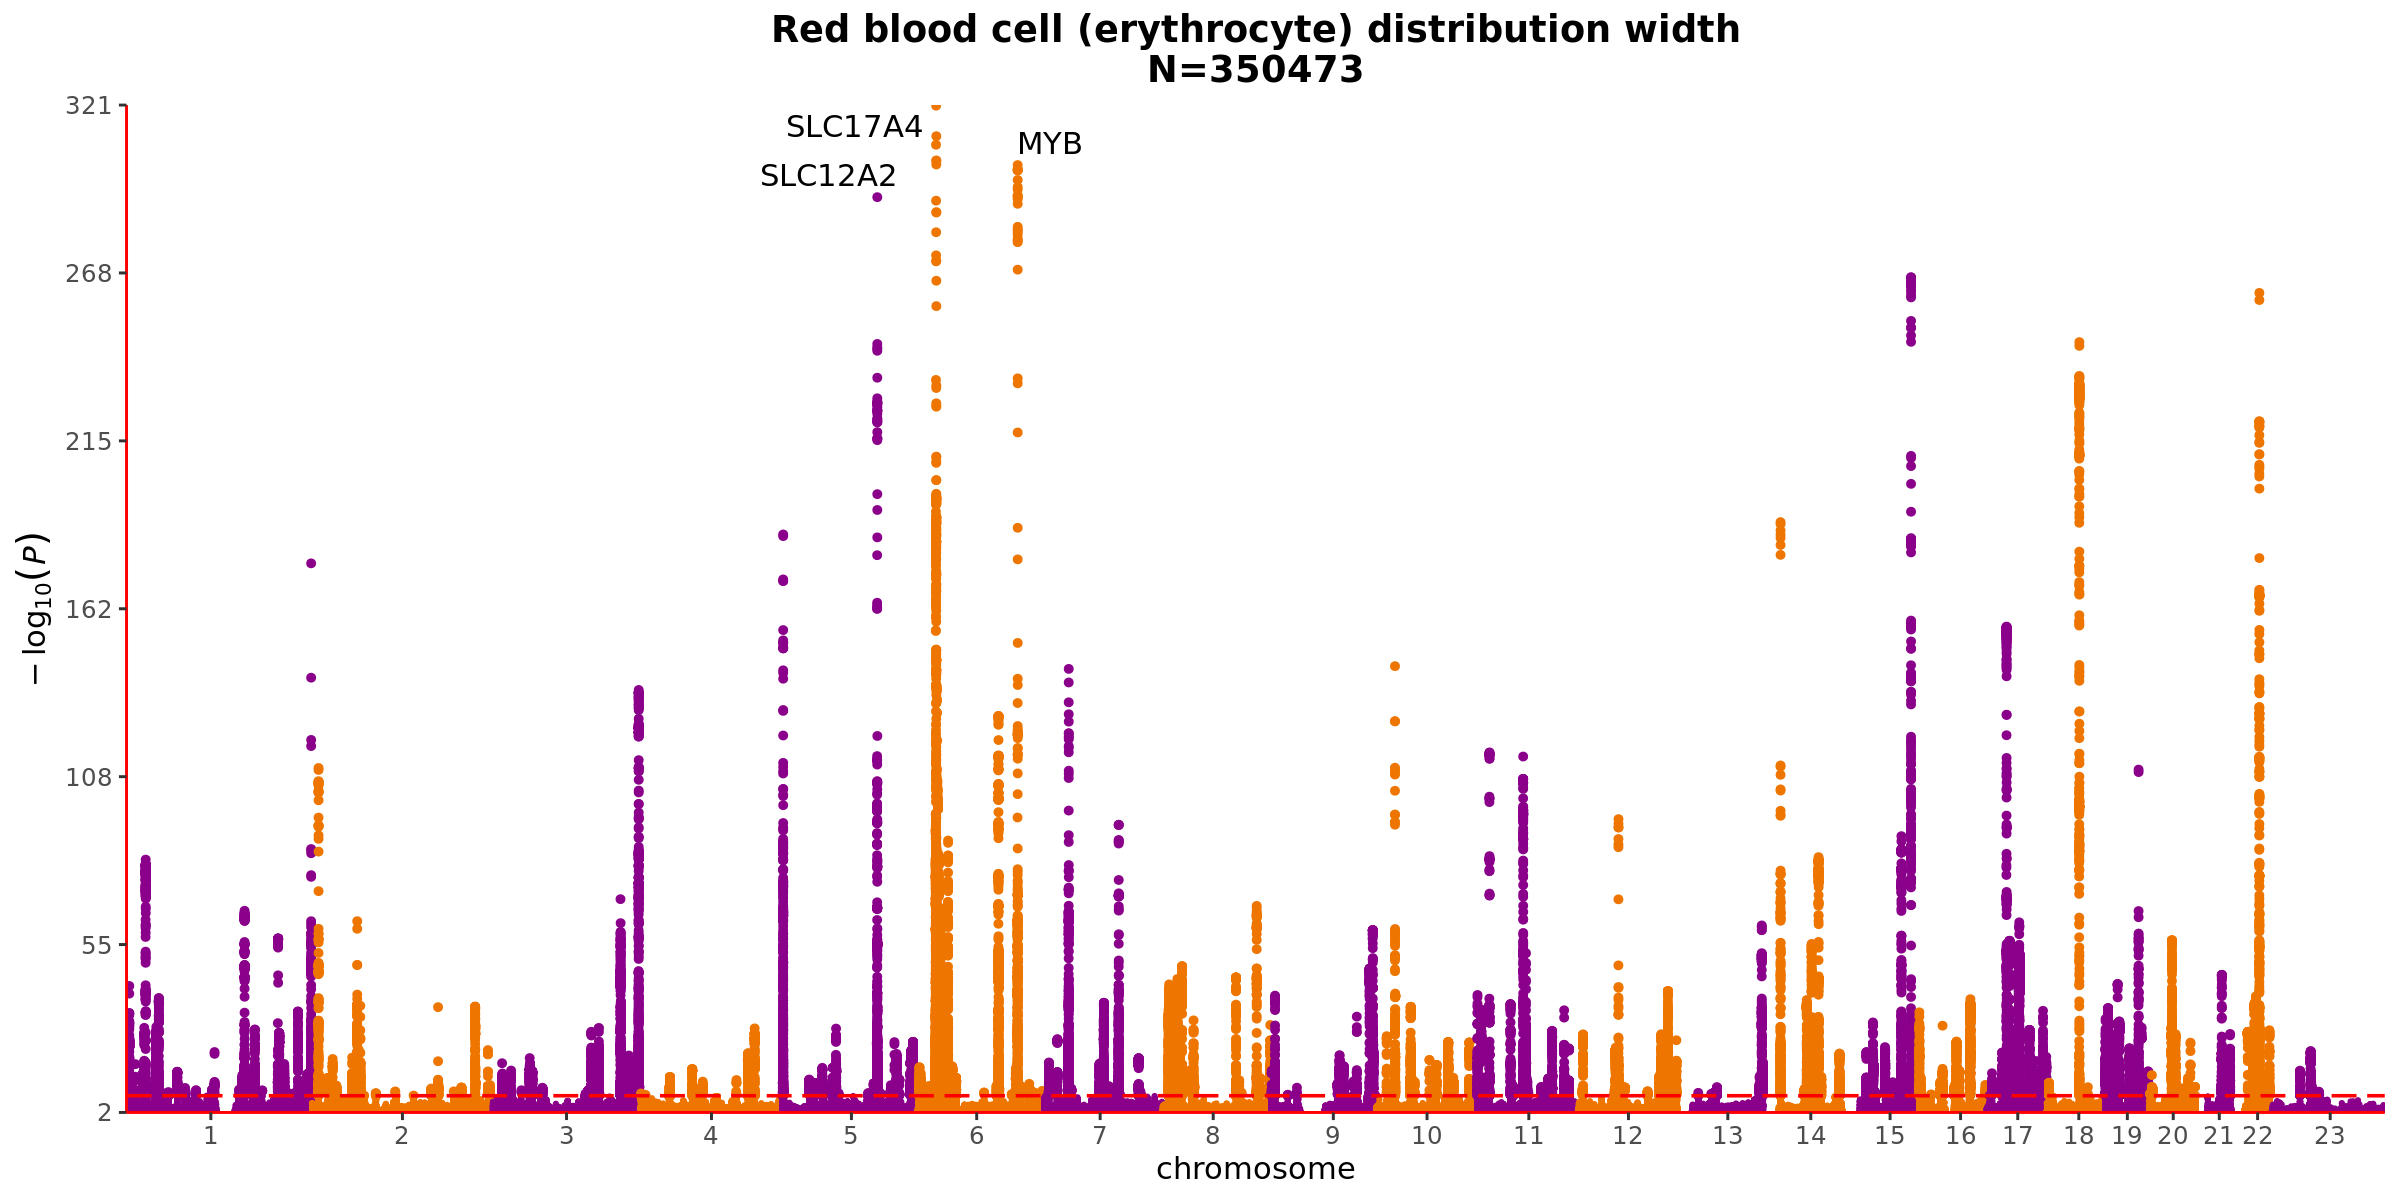 Red blood cell (erythrocyte) distribution width
N=350473
321
SLC17A4
MYB
SLC12A2
268
215
162
108
55
2
− log10(P)
1 2 3 4 5 6 7 8 9 10 11 12 13 14 15 16 17 18 19 20 21 22 23
chromosome